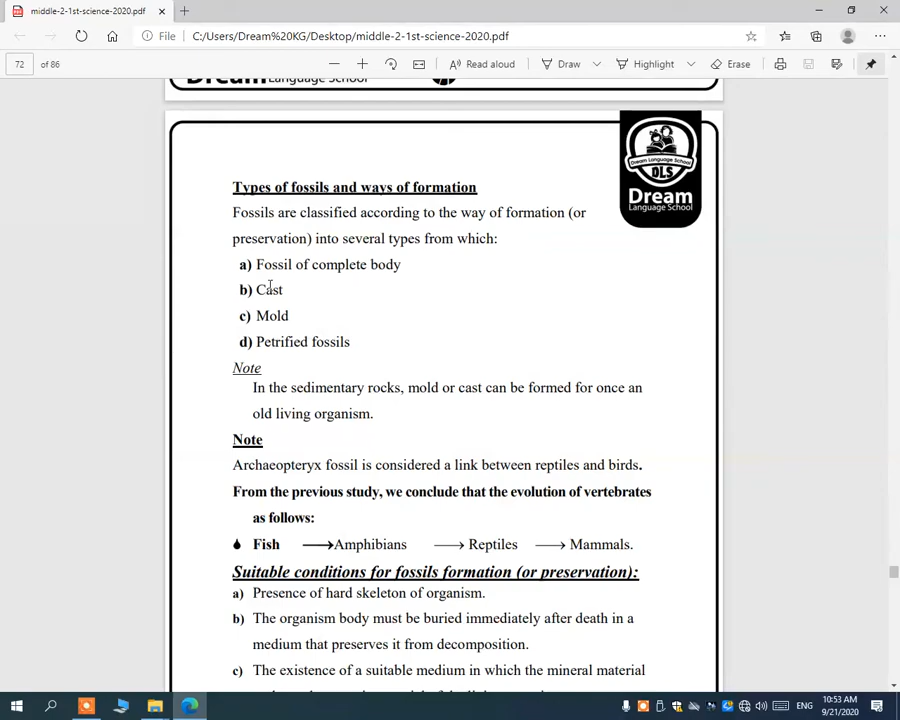 middle-2-1st-science-2020.pdf
File
C:/Users/Dream%20KG/Desktop/middle-2-1st-science-2020.pdf
72 of 86
Read aloud
Draw
Highlight
Erase
Dream
Language School
Dream Language School
DLS
Dream
Language School
Types of fossils and ways of formation
Fossils are classified according to the way of formation (or
preservation) into several types from which:
a) Fossil of complete body
b) Cast
c) Mold
d) Petrified fossils
Note
In the sedimentary rocks, mold or cast can be formed for once an
old living organism.
Note
Archaeopteryx fossil is considered a link between reptiles and birds.
From the previous study, we conclude that the evolution of vertebrates
as follows:
Fish ⟶Amphibians ⟶ Reptiles ⟶ Mammals.
Suitable conditions for fossils formation (or preservation):
a) Presence of hard skeleton of organism.
b) The organism body must be buried immediately after death in a
medium that preserves it from decomposition.
c) The existence of a suitable medium in which the mineral material
ENG
10:53 AM
9/21/2020